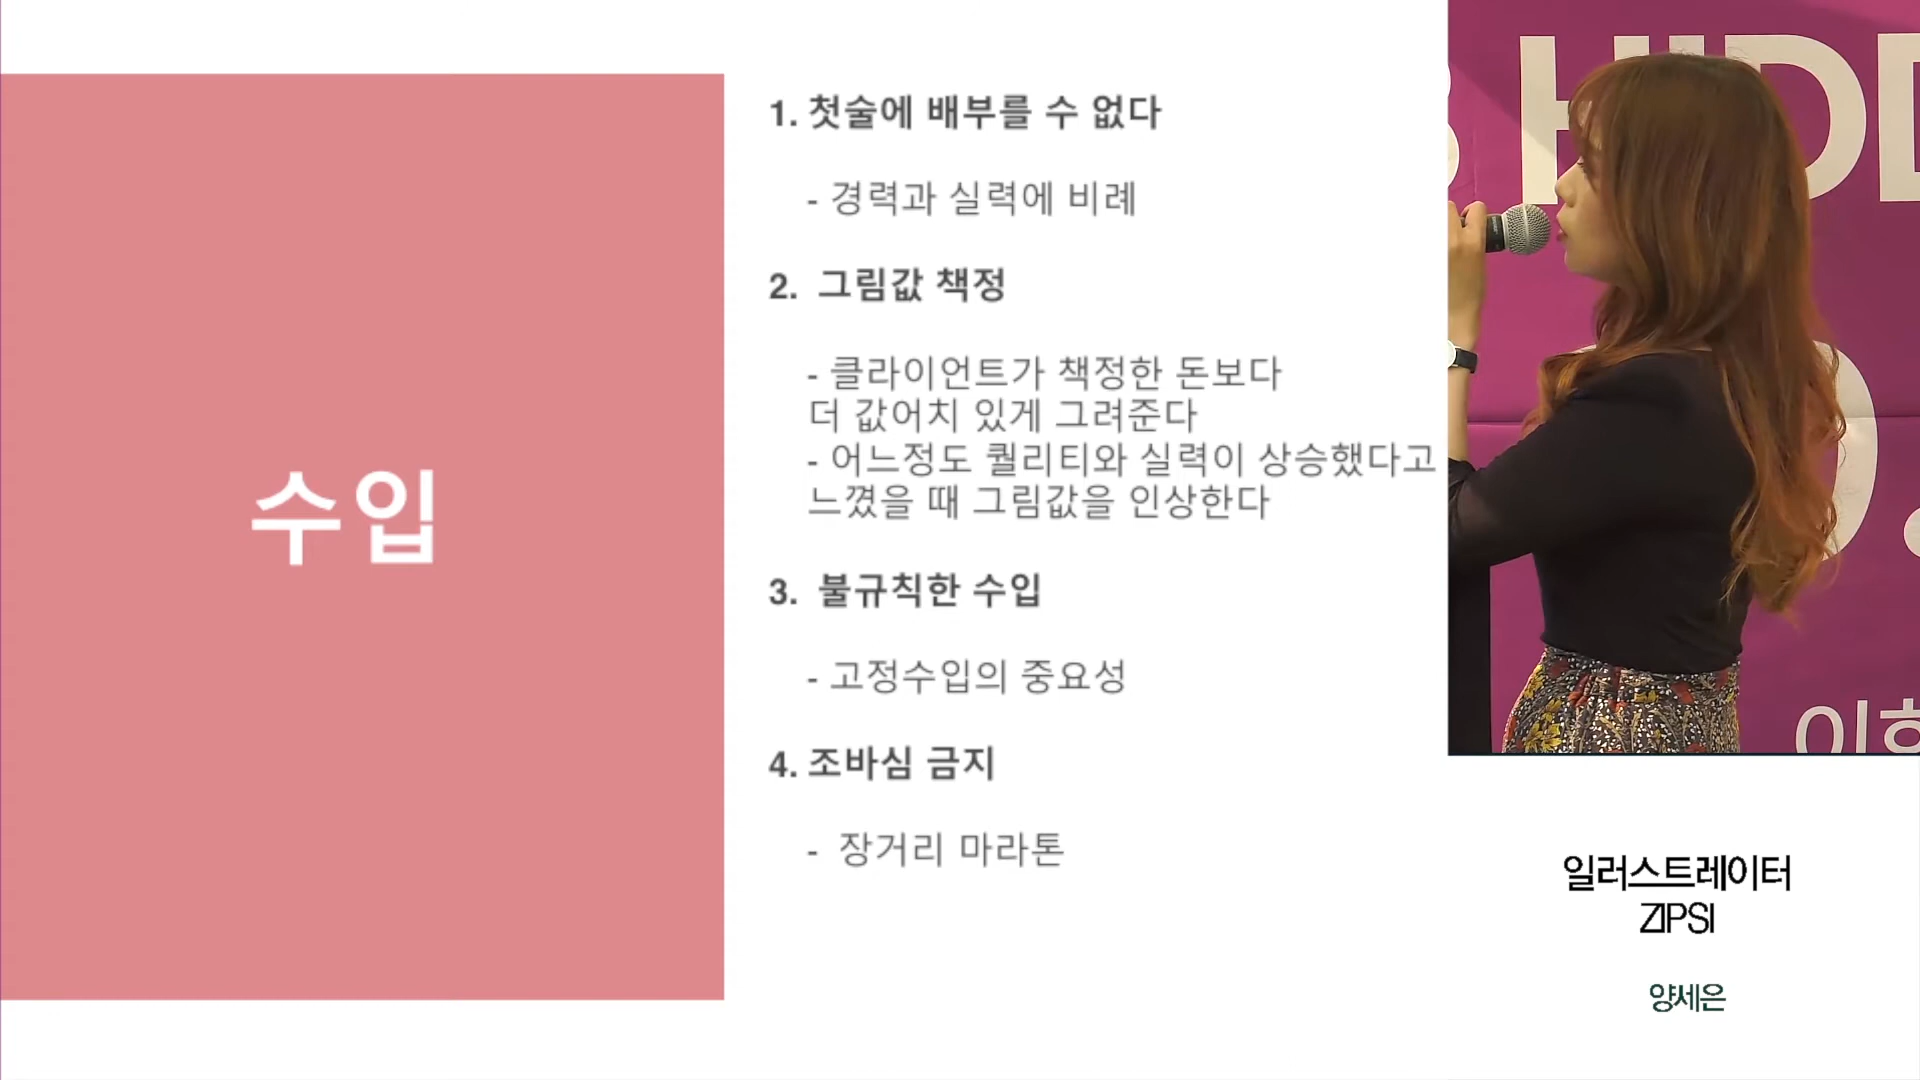 수입
1. 첫술에 배부를 수 없다
- 경력과 실력에 비례
2. 그림값 책정
- 클라이언트가 책정한 돈보다
더 값어치 있게 그려준다
- 어느정도 퀄리티와 실력이 상승했다고
느꼈을 때 그림값을 인상한다
3. 불규칙한 수입
- 고정수입의 중요성
4. 조바심 금지
- 장거리 마라톤
일러스트레이터
ZIPSI
양세은